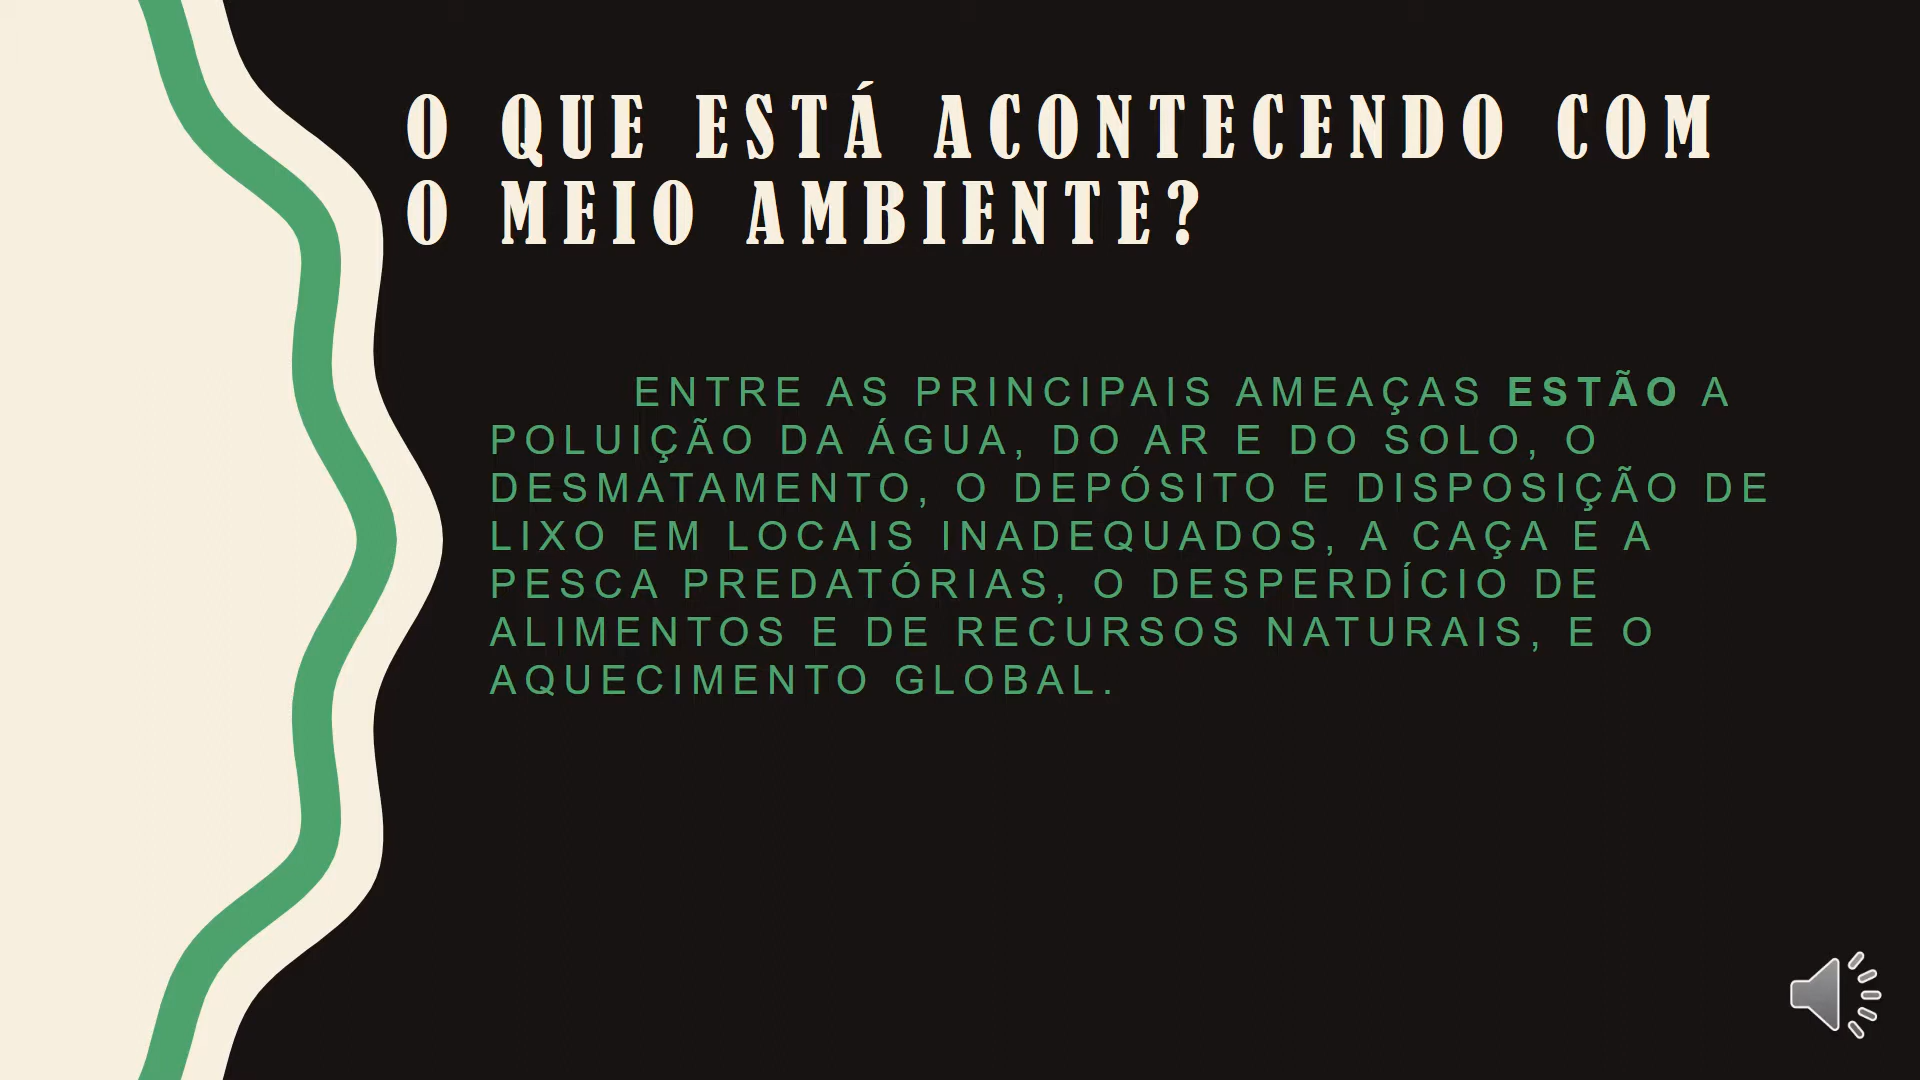 O QUE ESTÁ ACONTECENDO COM
O MEIO AMBIENTE?
ENTRE AS PRINCIPAIS AMEAÇAS ESTÃO A
POLUIÇÃO DA ÁGUA, DO AR E DO SOLO, O
DESMATAMENTO, O DEPÓSITO E DISPOSIÇÃO DE
LIXO EM LOCAIS INADEQUADOS, A CAÇA E A
PESCA PREDATÓRIAS, O DESPERDÍCIO DE
ALIMENTOS E DE RECURSOS NATURAIS, E O
AQUECIMENTO GLOBAL.